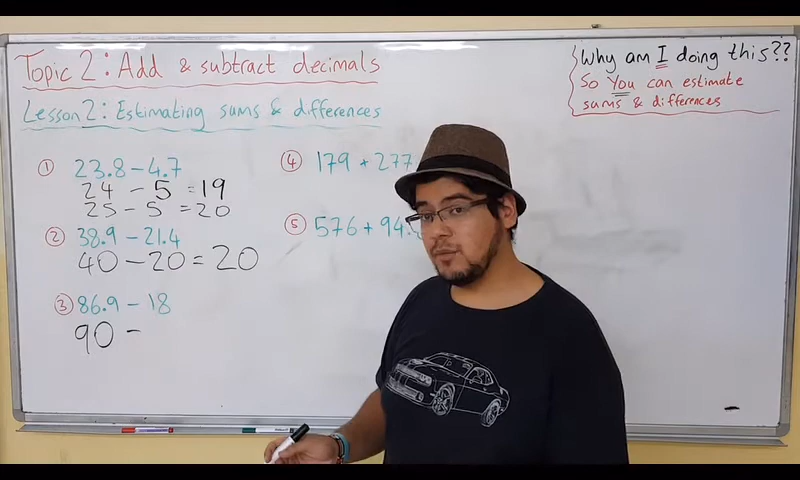 Topic 2: Add & subtract decimals
Lesson 2: Estimating sums & differences
Why am I doing this??
So You can estimate
sums & differences
① 23.8 - 4.7
24 - 5 = 19
25 - 5 = 20
② 38.9 - 21.4
40 - 20 = 20
③ 86.9 - 18
90 -
④ 179 + 277
⑤ 576 + 94.